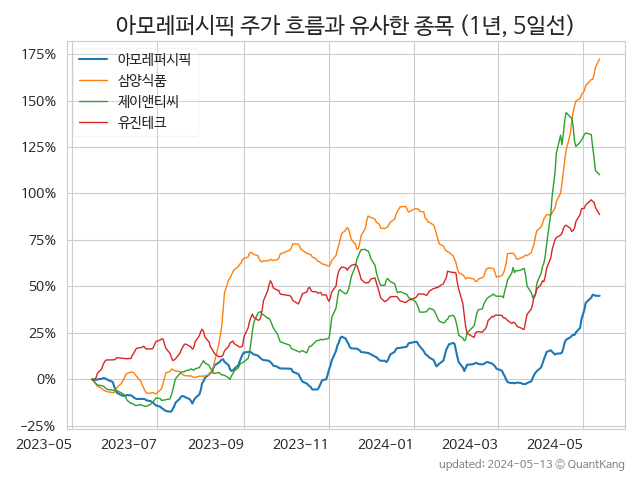 아모레퍼시픽 주가 흐름과 유사한 종목 (1년, 5일선)
아모레퍼시픽
삼양식품
제이앤티씨
유진테크
175%
150%
125%
100%
75%
50%
25%
0%
−25%
2023-05
2023-07
2023-09
2023-11
2024-01
2024-03
2024-05
updated: 2024-05-13 © QuantKang